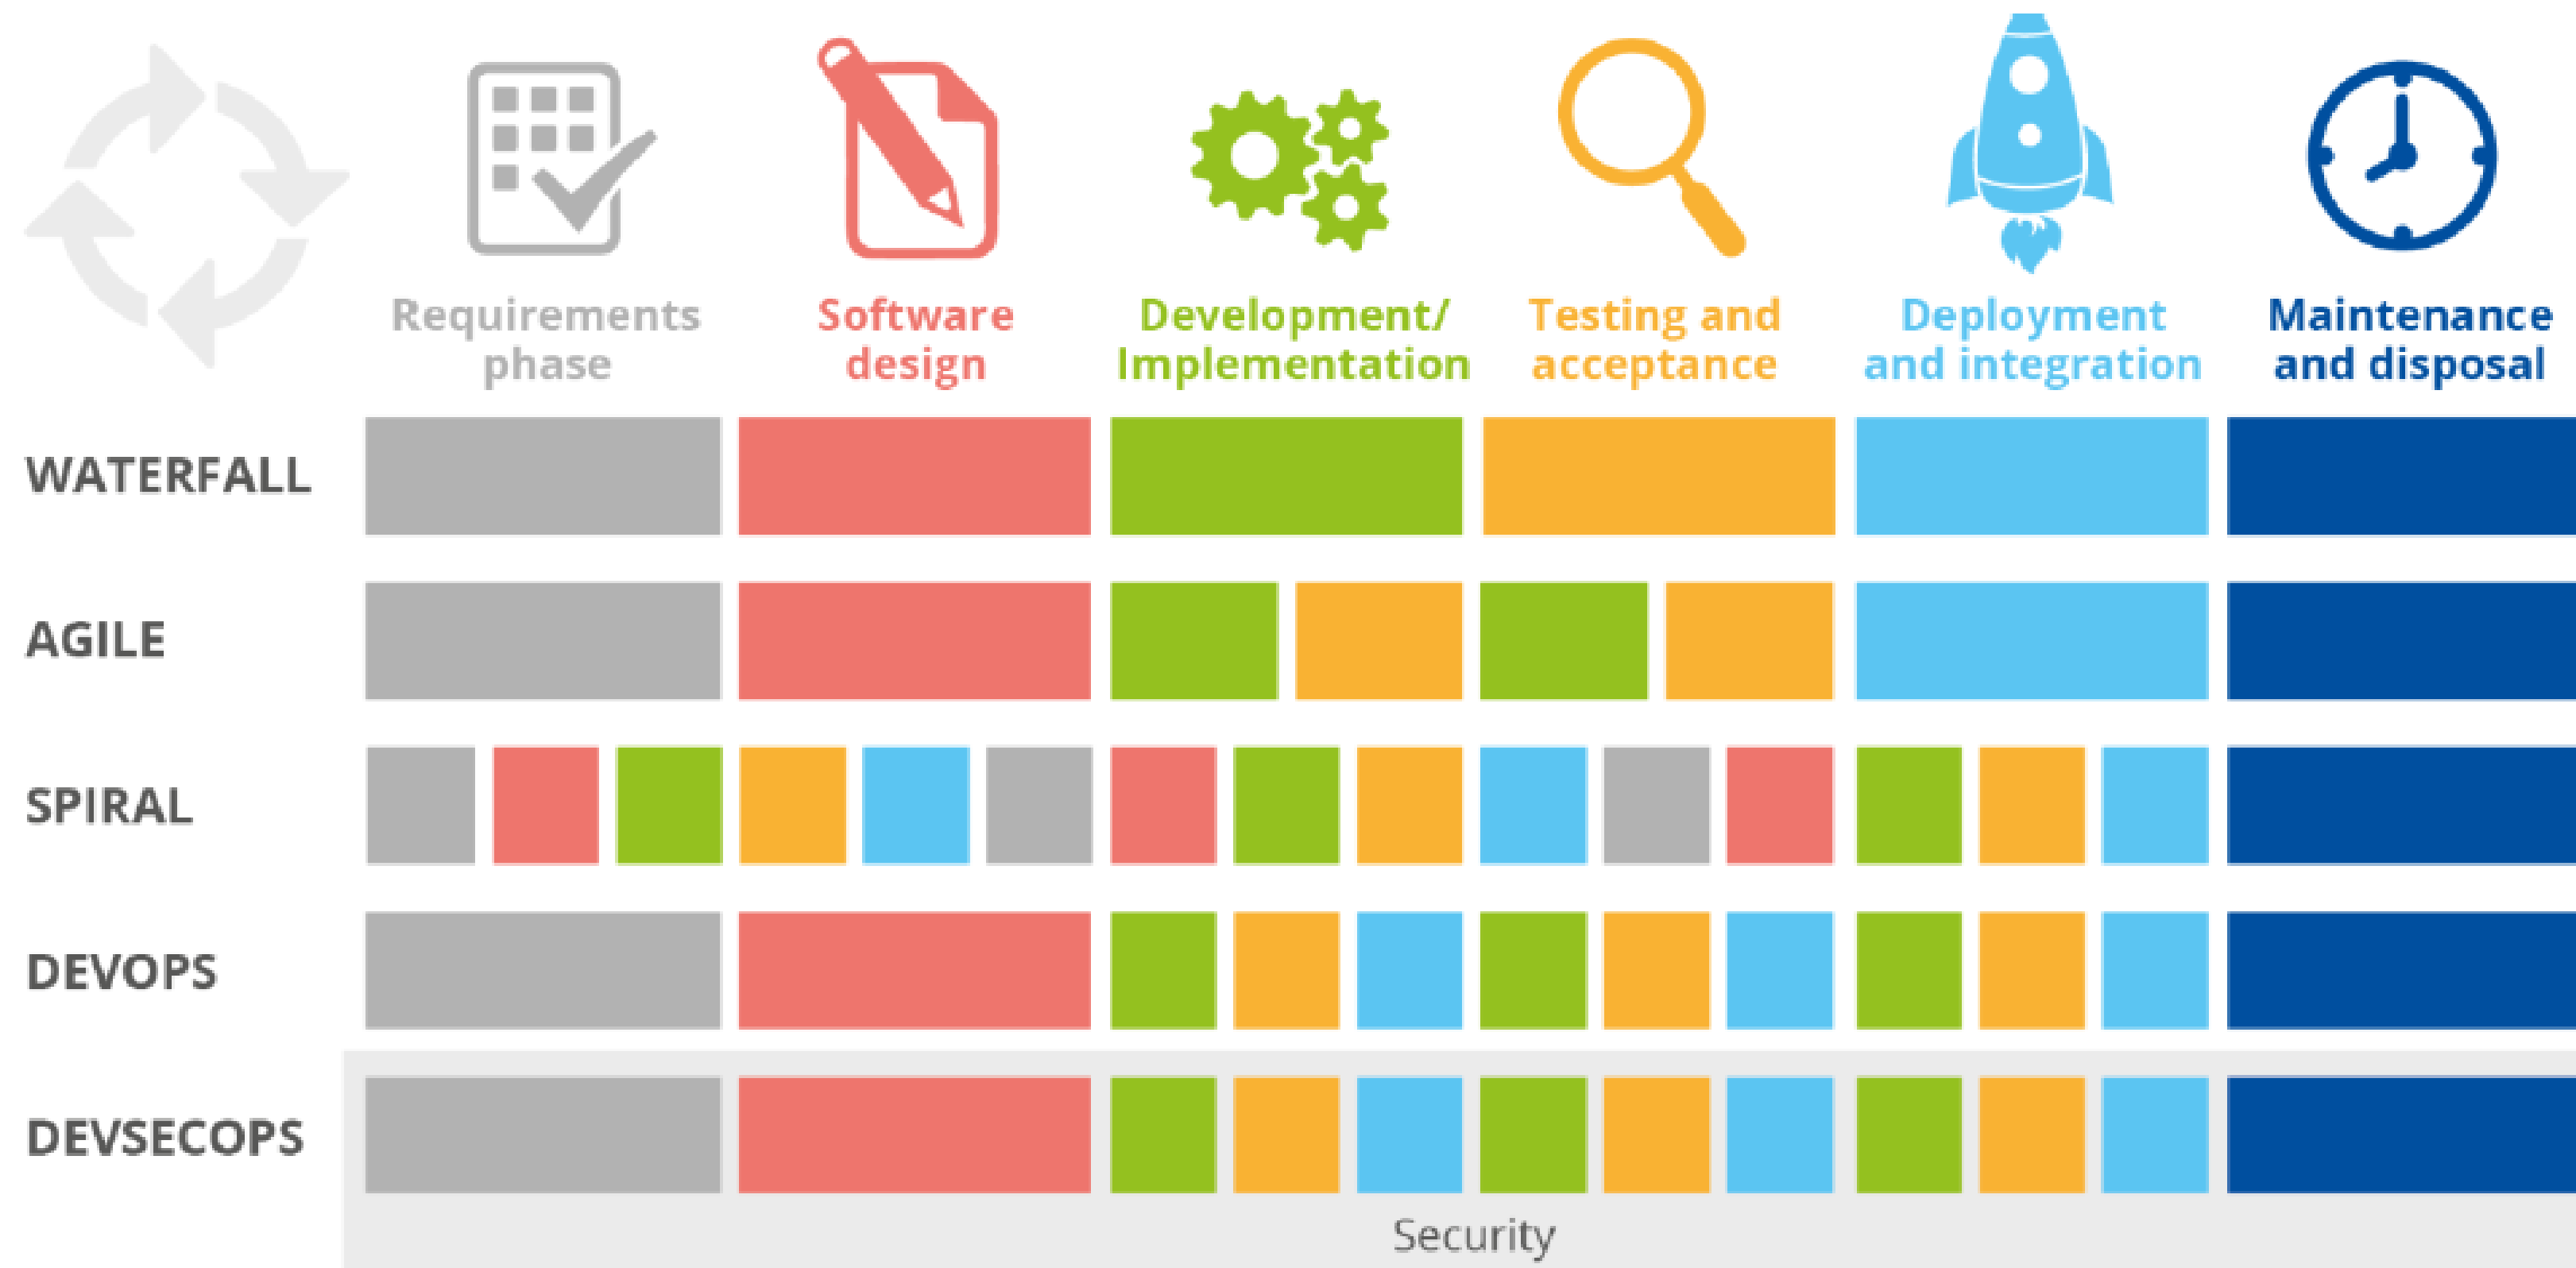 Requirements
phase
Software
design
Development/
Implementation
Testing and
acceptance
Deployment
and integration
Maintenance
and disposal
WATERFALL
AGILE
SPIRAL
DEVOPS
DEVSECOPS
Security